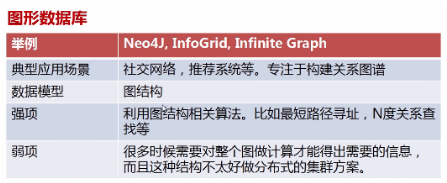 图形数据库
举例 Neo4J, InfoGrid, Infinite Graph
典型应用场景 社交网络，推荐系统等。专注于构建关系图谱
数据模型 图结构
强项 利用图结构相关算法。比如最短路径寻址，N度关系查
找等
弱项 很多时候需要对整个图做计算才能得出需要的信息，
而且这种结构不太好做分布式的集群方案。